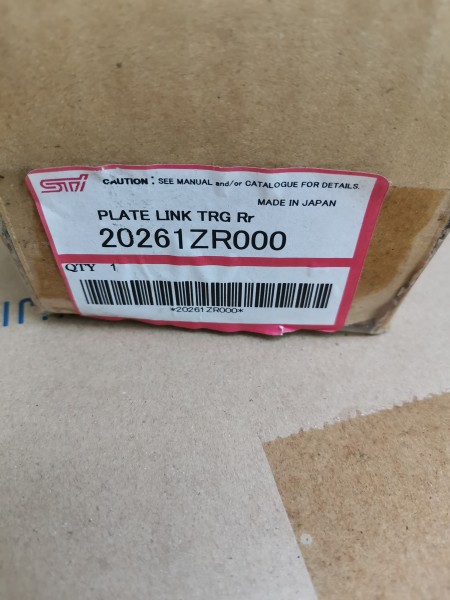 STI CAUTION : SEE MANUAL and/or CATALOGUE FOR DETAILS.
MADE IN JAPAN
PLATE LINK TRG Rr
20261ZR000
QTY 1
*20261ZR000*